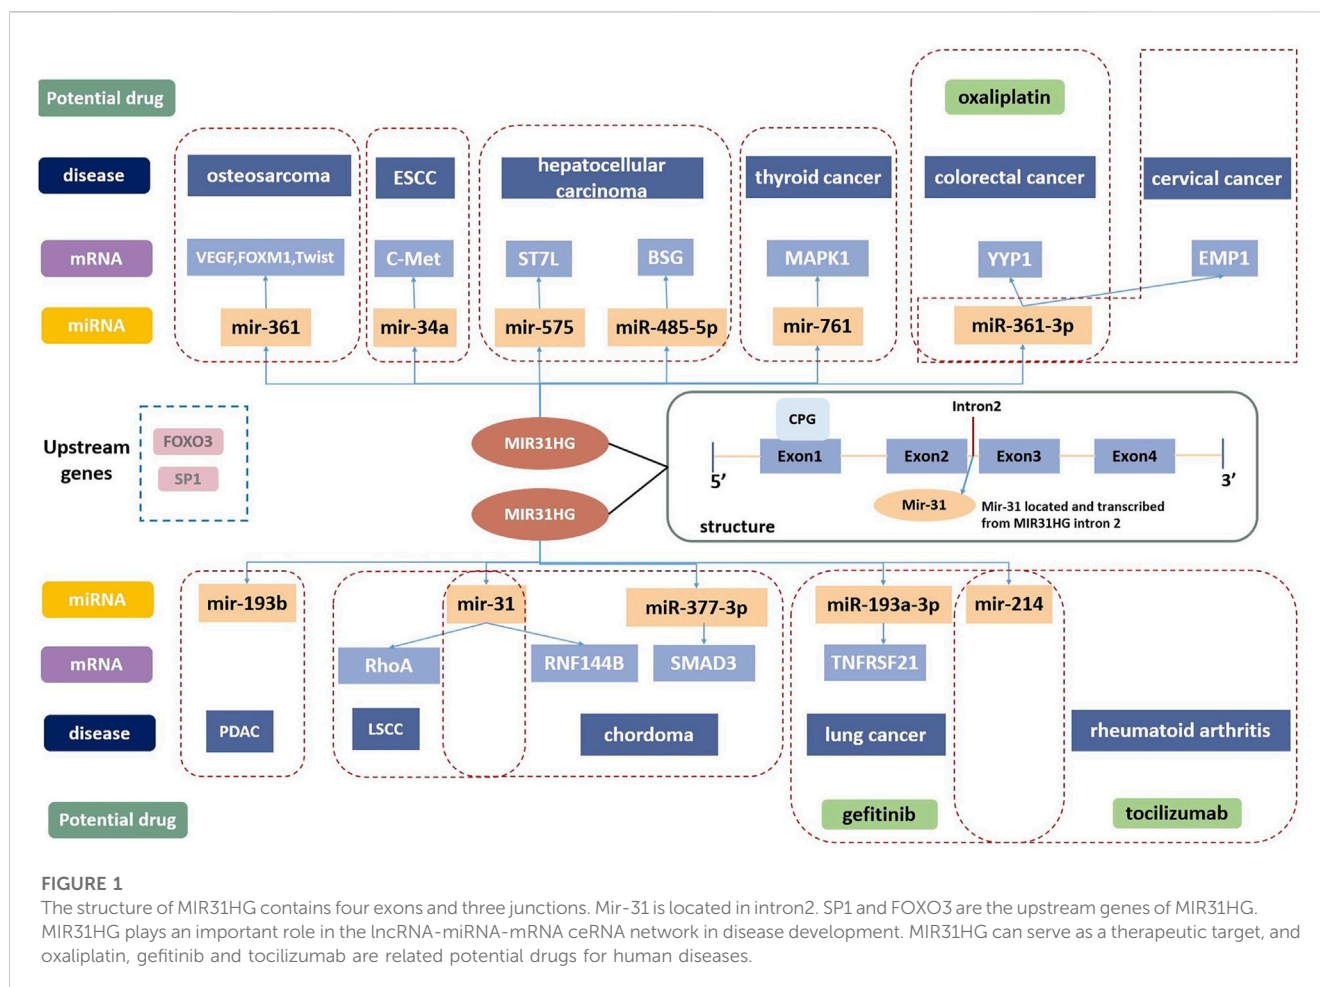 Potential drug
oxaliplatin
disease
osteosarcoma
ESCC
hepatocellular
carcinoma
thyroid cancer
colorectal cancer
cervical cancer
mRNA
VEGF,FOXM1,Twist
C-Met
ST7L
BSG
MAPK1
YYP1
EMP1
miRNA
mir-361
mir-34a
mir-575
miR-485-5p
mir-761
miR-361-3p
Upstream
genes
FOXO3
SP1
MIR31HG
MIR31HG
CPG
Intron2
Exon1
Exon2
Exon3
Exon4
5’
3’
Mir-31
Mir-31 located and transcribed
from MIR31HG intron 2
structure
miRNA
mir-193b
mir-31
miR-377-3p
miR-193a-3p
mir-214
mRNA
RhoA
RNF144B
SMAD3
TNFRSF21
disease
PDAC
LSCC
chordoma
lung cancer
rheumatoid arthritis
Potential drug
gefitinib
tocilizumab
FIGURE 1
The structure of MIR31HG contains four exons and three junctions. Mir-31 is located in intron2. SP1 and FOXO3 are the upstream genes of MIR31HG.
MIR31HG plays an important role in the lncRNA-miRNA-mRNA ceRNA network in disease development. MIR31HG can serve as a therapeutic target, and
oxaliplatin, gefitinib and tocilizumab are related potential drugs for human diseases.